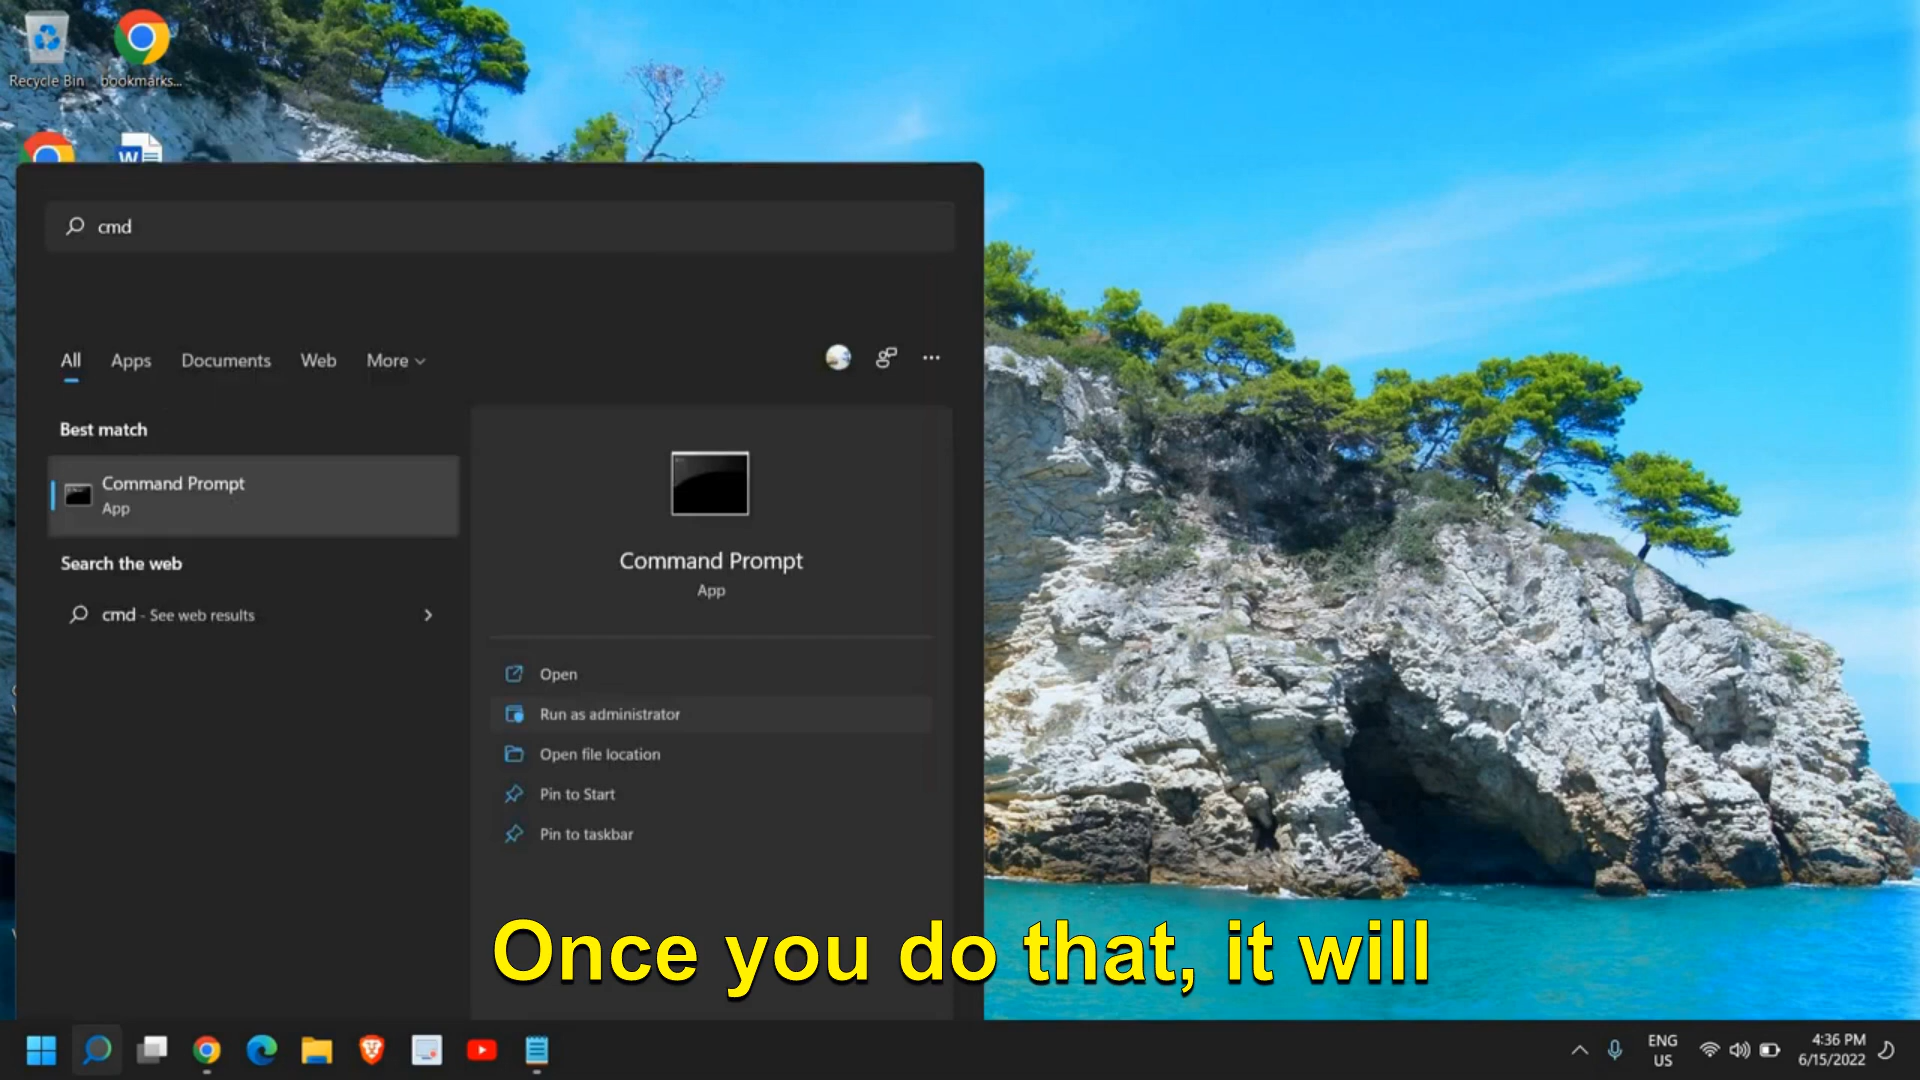 Recycle Bin
bookmarks...
W
cmd
All Apps Documents Web More
Best match
Command Prompt
App
Search the web
cmd - See web results
Command Prompt
App
Open
Run as administrator
Open file location
Pin to Start
Pin to taskbar
Once you do that, it will
ENG
US
4:36 PM
6/15/2022